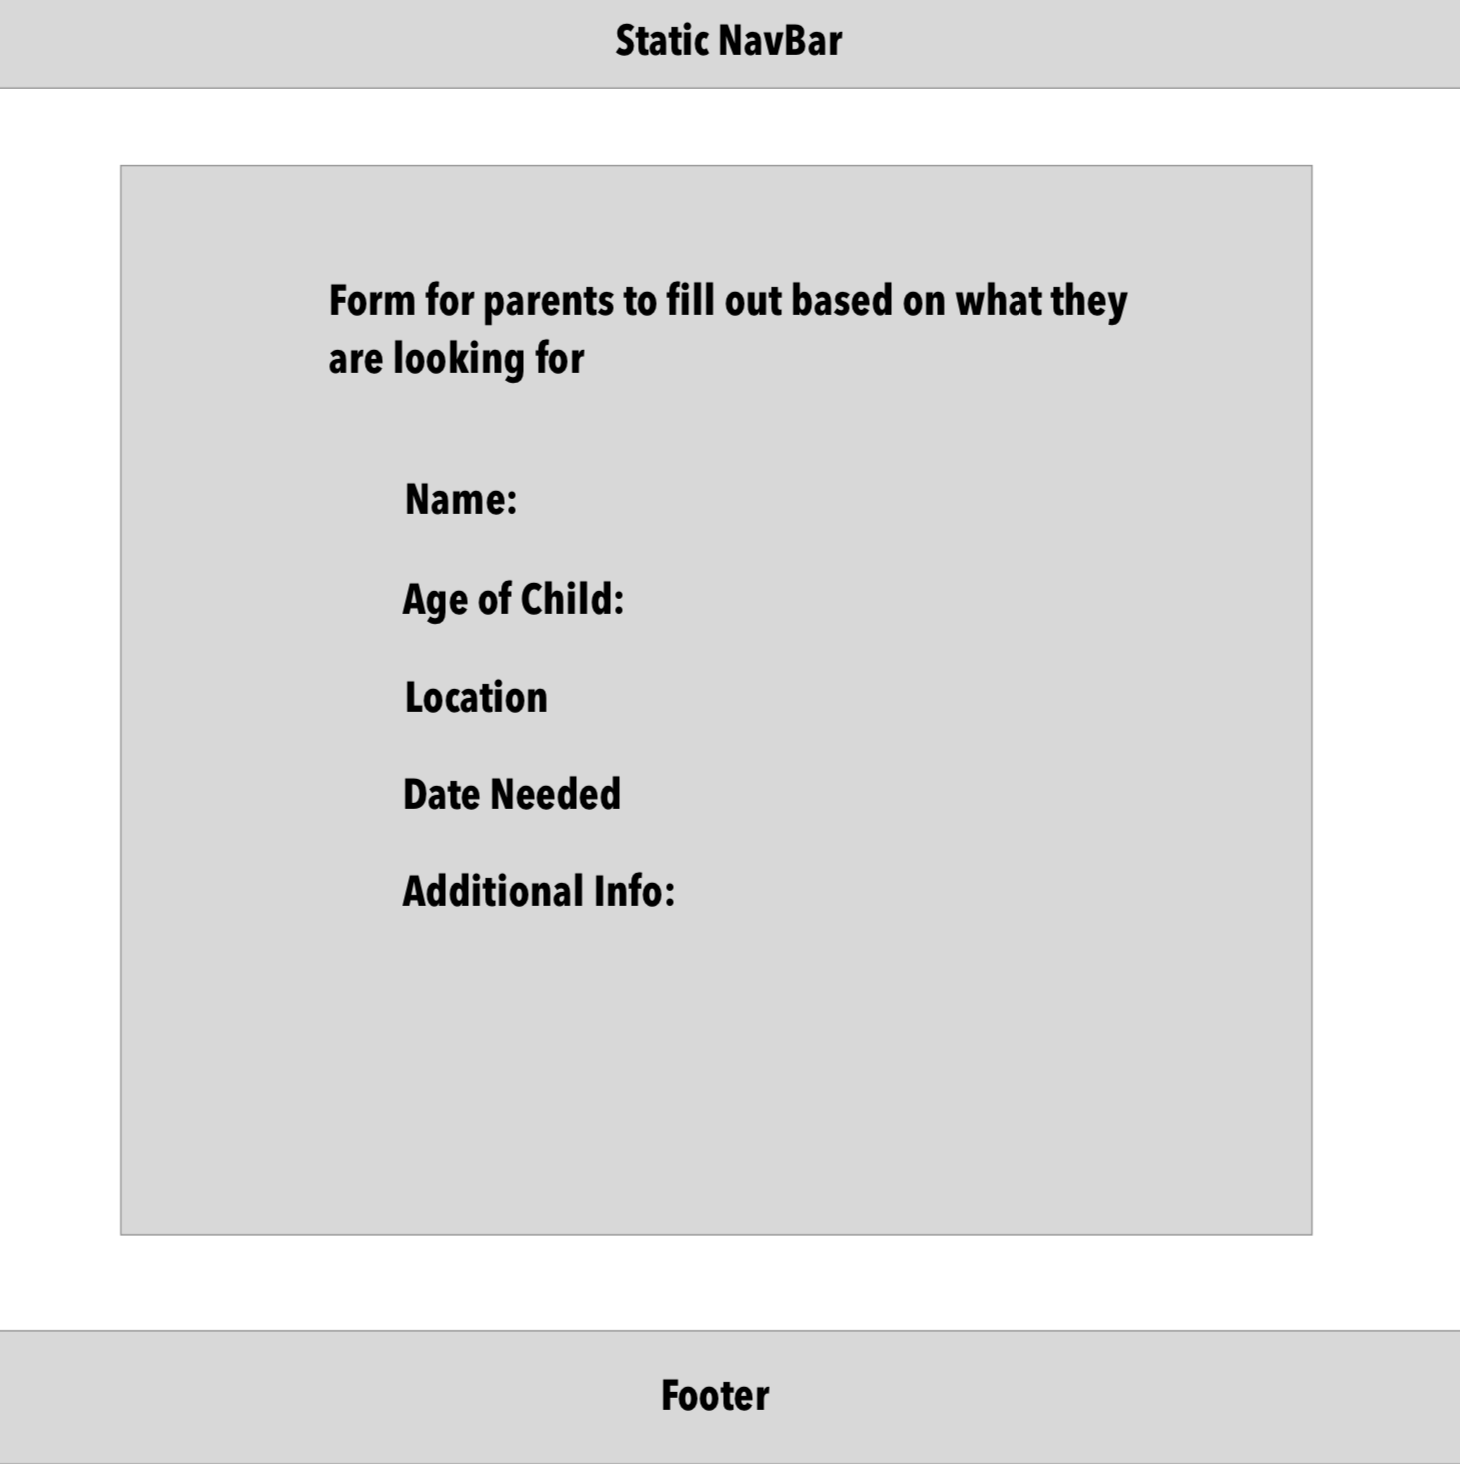 Static NavBar
Form for parents to fill out based on what they
are looking for
Name:
Age of Child:
Location
Date Needed
Additional Info:
Footer